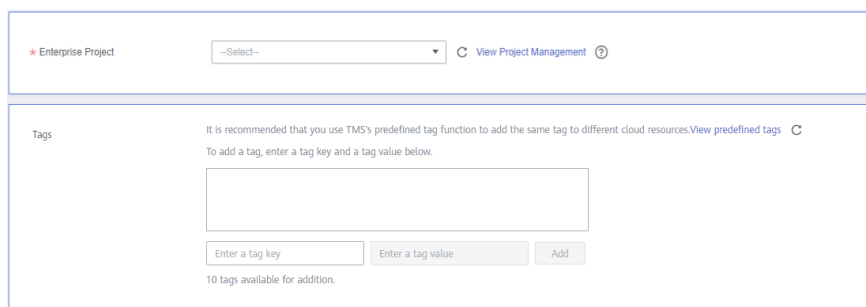 * Enterprise Project --Select-- View Project Management ?
Tags It is recommended that you use TMS's predefined tag function to add the same tag to different cloud resources.View predefined tags
To add a tag, enter a tag key and a tag value below.
Enter a tag key Enter a tag value Add
10 tags available for addition.